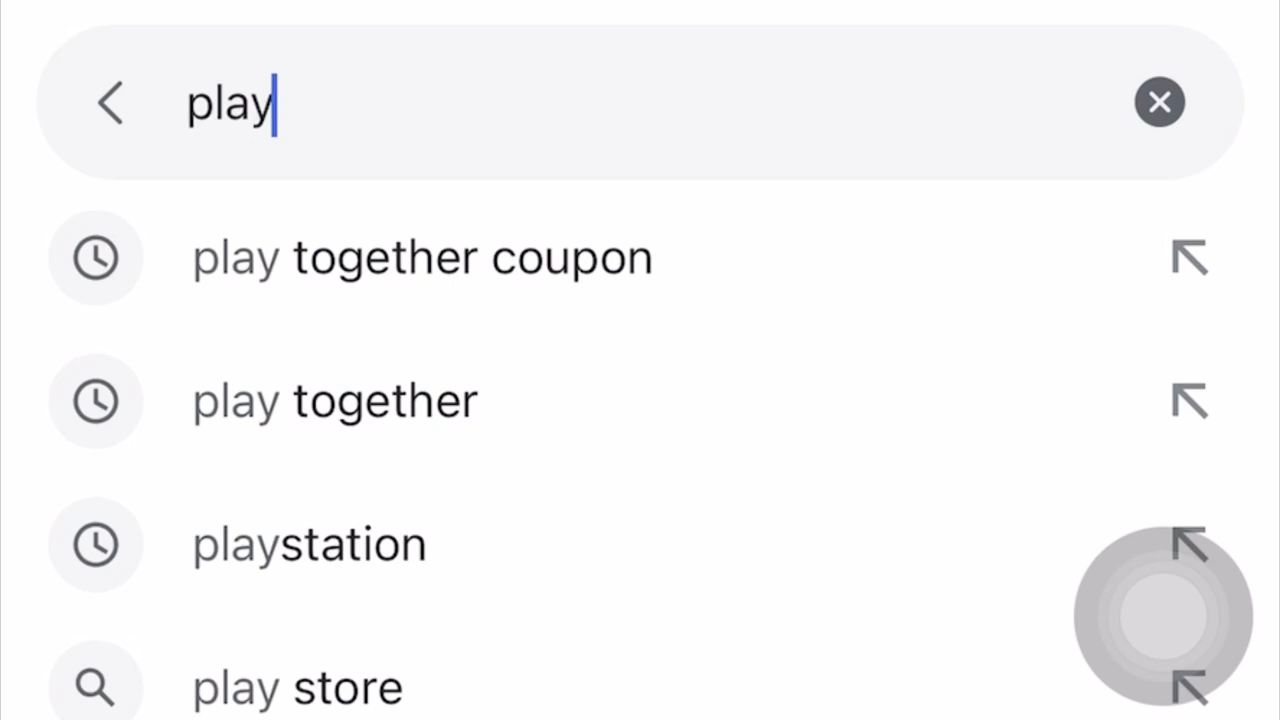 play
play together coupon
play together
playstation
play store